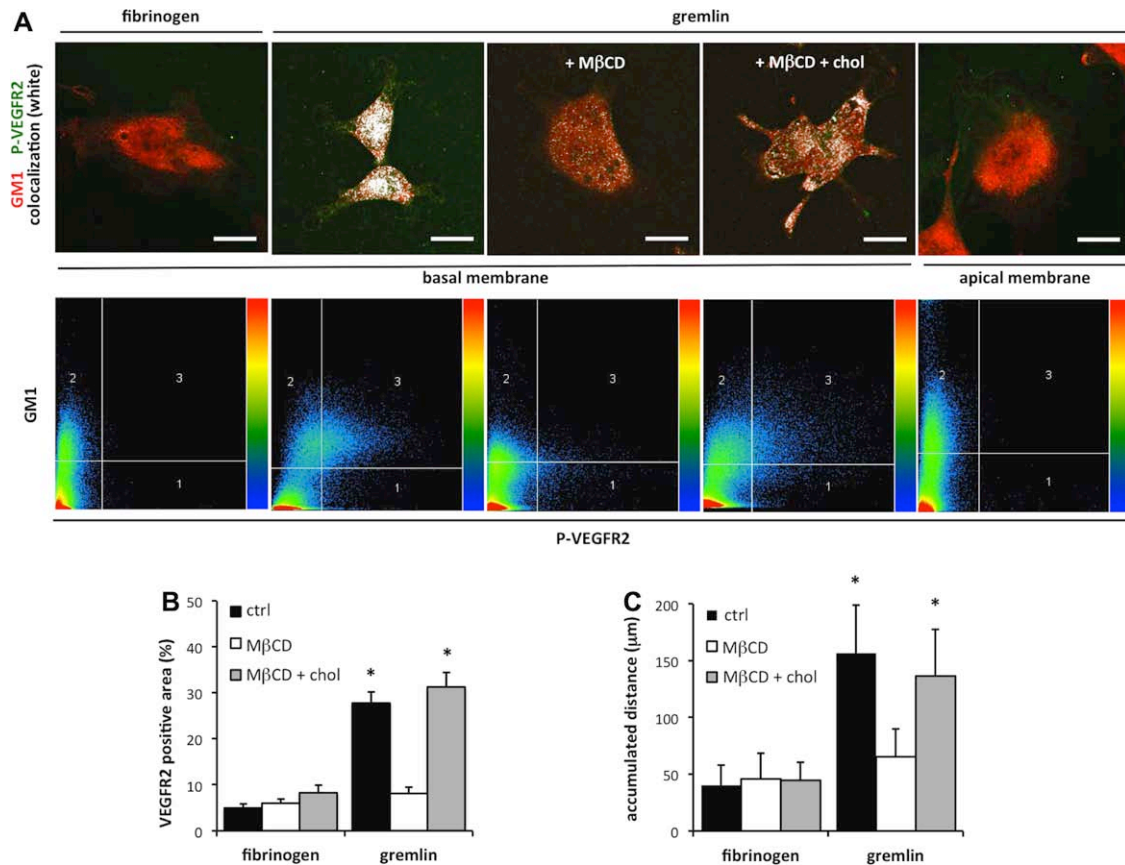 A
fibrinogen
gremlin
GM1 P-VEGFR2
colocalization (white)
+ MβCD
+ MβCD + chol
basal membrane
apical membrane
GM1
2
3
1
2
3
1
2
3
1
2
3
1
2
3
1
P-VEGFR2
B
VEGFR2 positive area (%)
50
40
30
20
10
0
ctrl
MβCD
MβCD + chol
*
*
fibrinogen
gremlin
C
accumulated distance (μm)
200
150
100
50
0
ctrl
MβCD
MβCD + chol
*
*
fibrinogen
gremlin